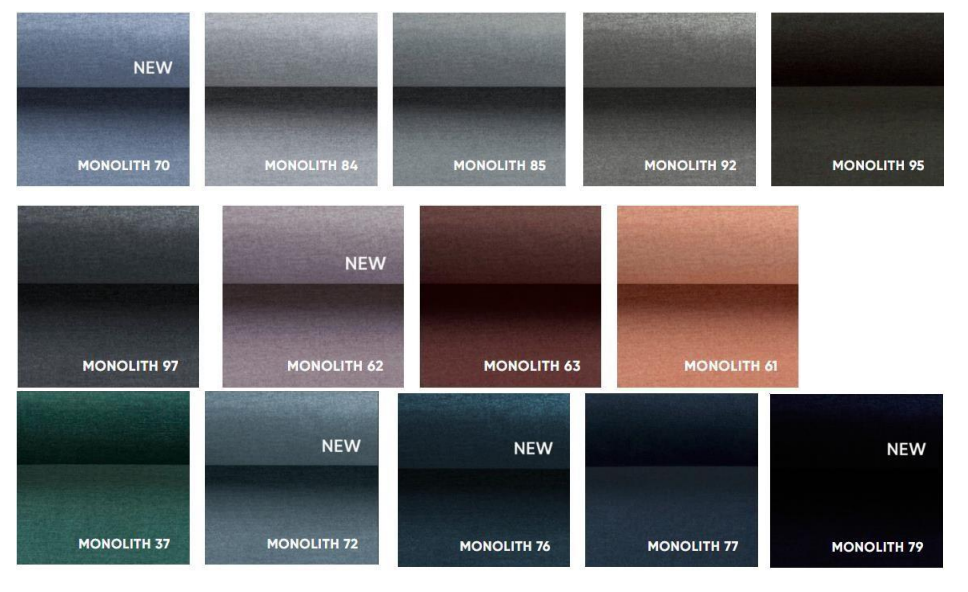 NEW
MONOLITH 70
MONOLITH 84
MONOLITH 85
MONOLITH 92
MONOLITH 95
MONOLITH 97
NEW
MONOLITH 62
MONOLITH 63
MONOLITH 61
MONOLITH 37
NEW
MONOLITH 72
NEW
MONOLITH 76
MONOLITH 77
NEW
MONOLITH 79